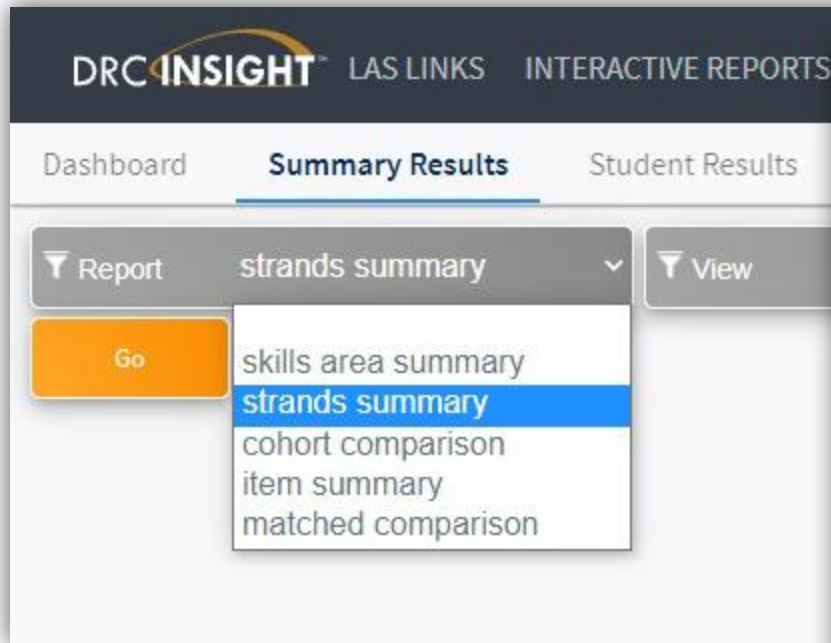 DRC INSIGHT™ LAS LINKS INTERACTIVE REPORTS
Dashboard Summary Results Student Results
Report strands summary View
Go
skills area summary
strands summary
cohort comparison
item summary
matched comparison